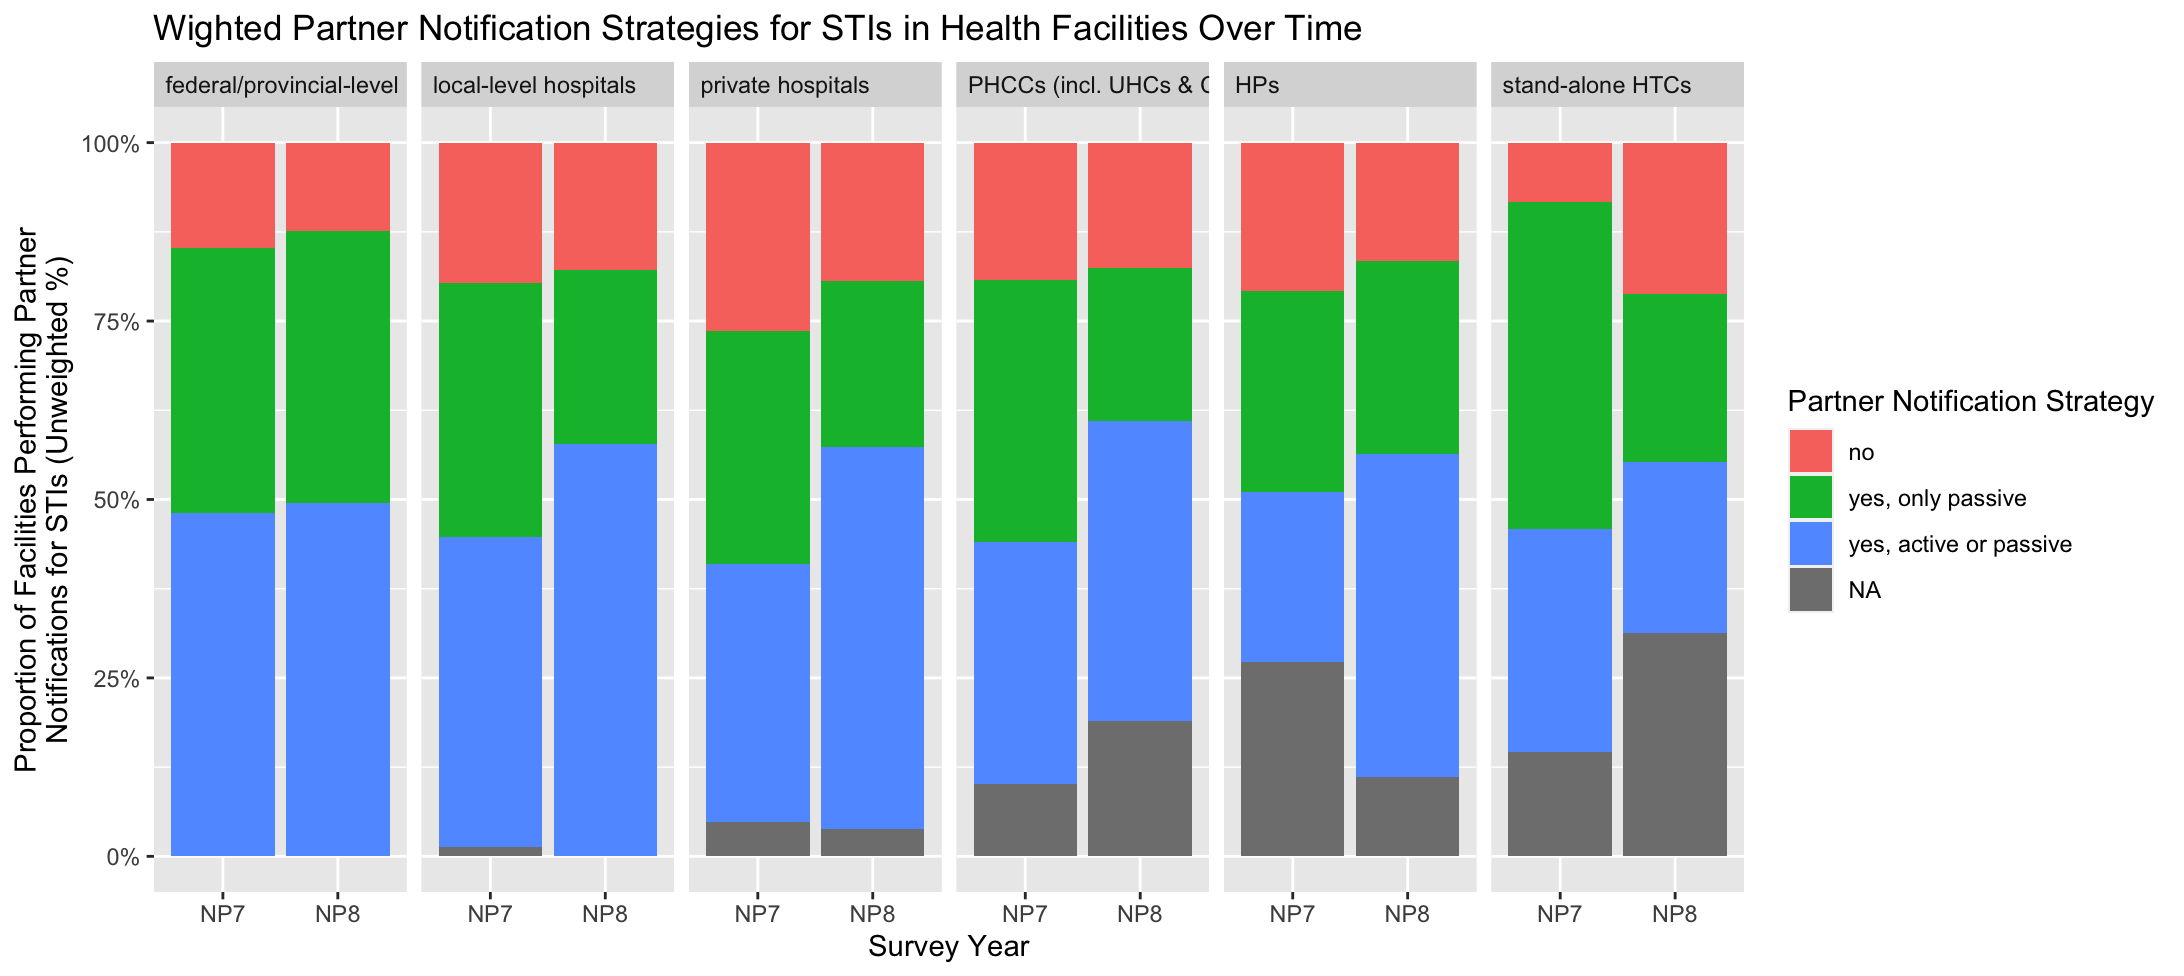 Wighted Partner Notification Strategies for STIs in Health Facilities Over Time
federal/provincial-level
local-level hospitals
private hospitals
PHCCs (incl. UHCs &
HPs
stand-alone HTCs
Proportion of Facilities Performing Partner
Notifications for STIs (Unweighted %)
100%
75%
50%
25%
0%
NP7
NP8
NP7
NP8
NP7
NP8
NP7
NP8
NP7
NP8
NP7
NP8
Survey Year
Partner Notification Strategy
no
yes, only passive
yes, active or passive
NA